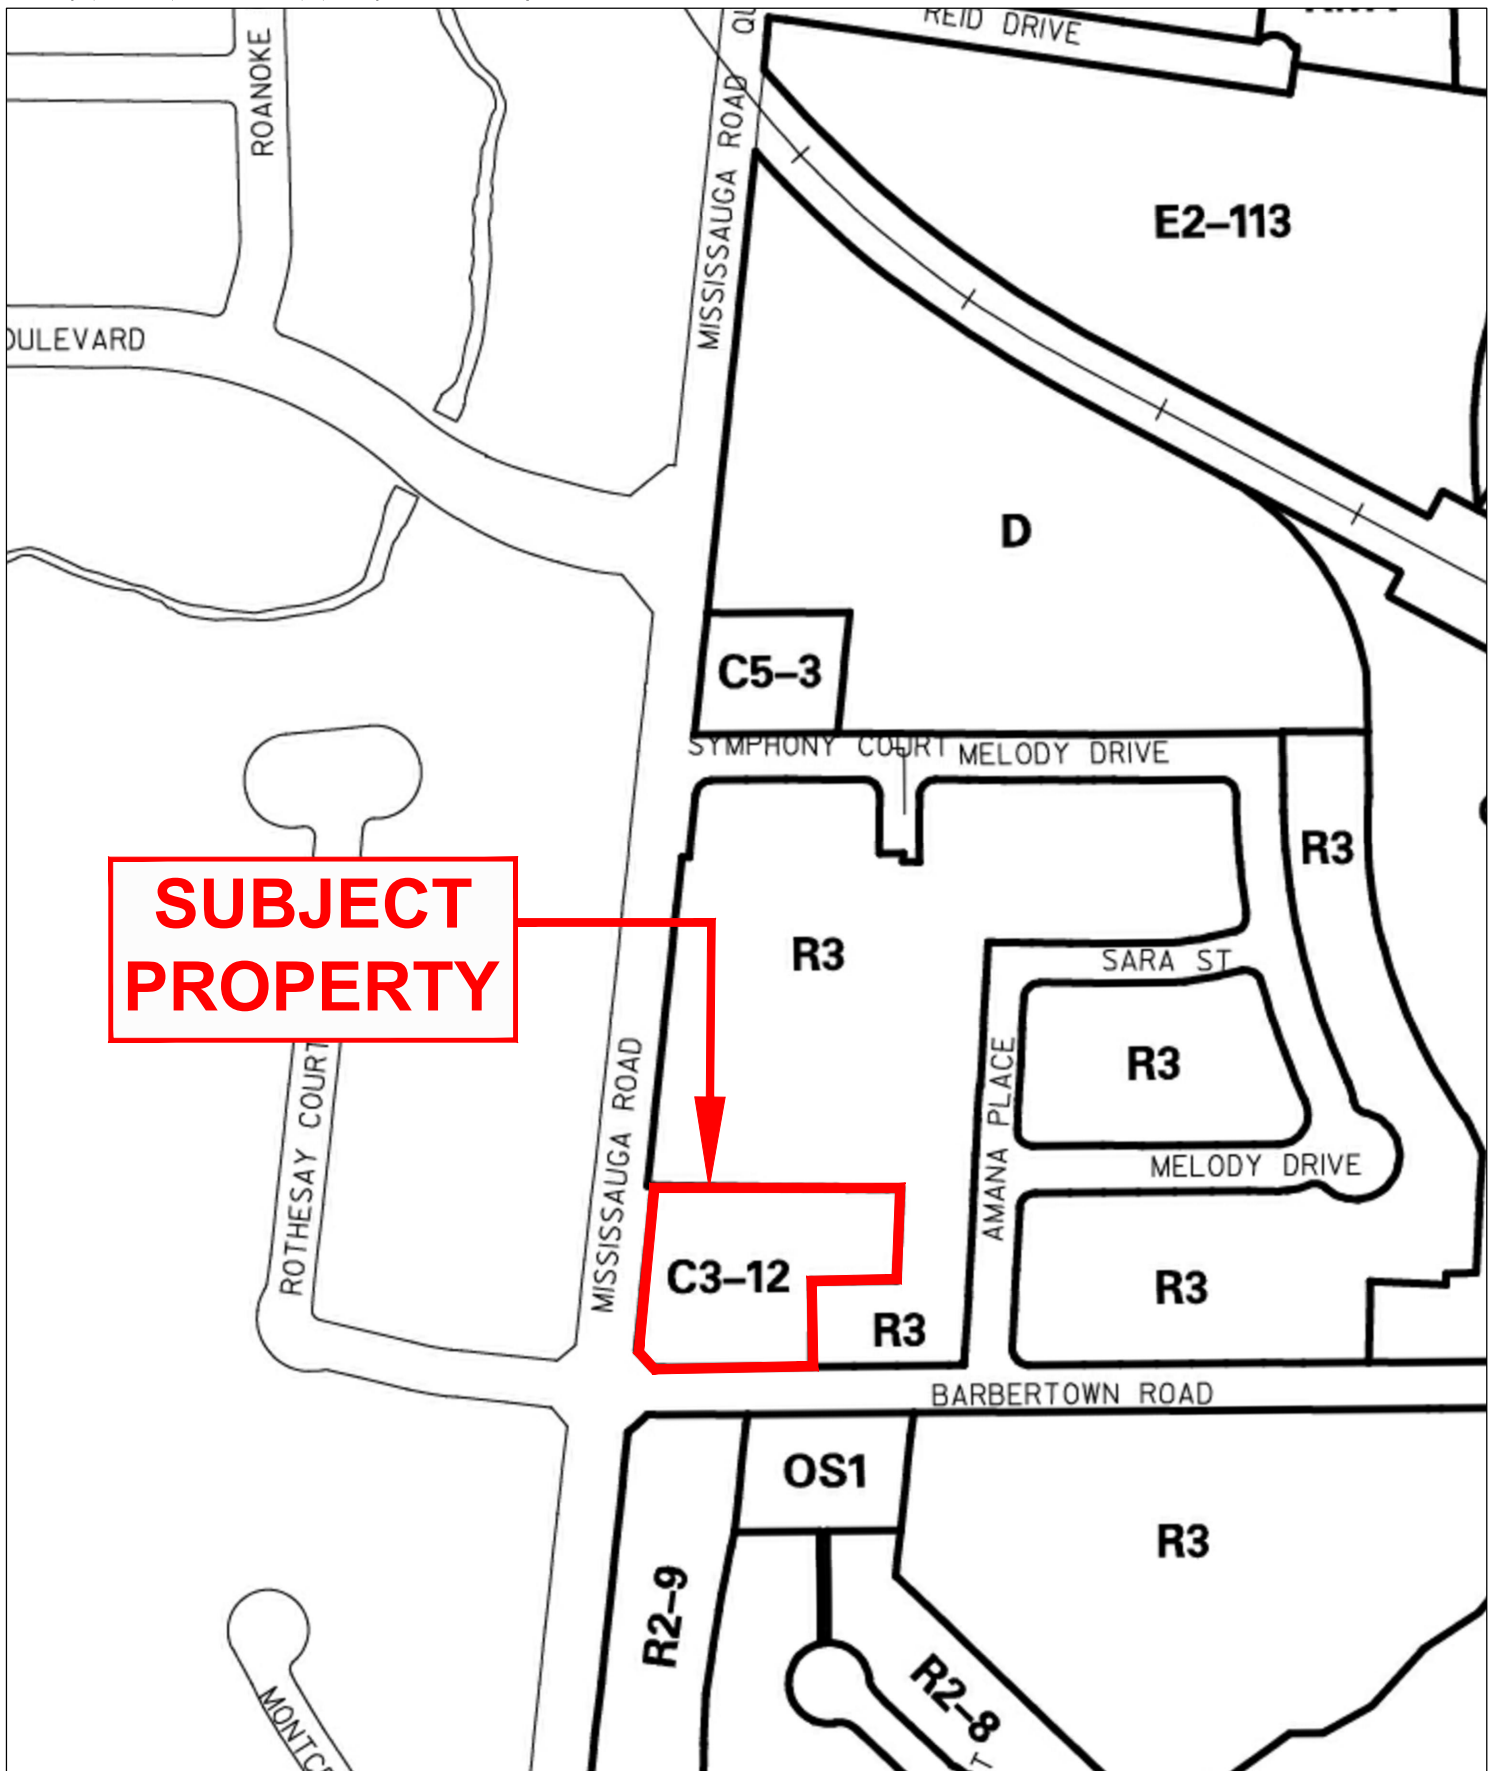 REID DRIVE
ROANOKE
MISSISSAUGA ROAD
E2–113
OULEVARD
D
C5–3
SYMPHONY COURT
MELODY DRIVE
R3
SUBJECT
PROPERTY
R3
SARA ST
R3
AMANA PLACE
MELODY DRIVE
ROTHESAY COURT
MISSISSAUGA ROAD
C3–12
R3
R3
BARBERTOWN ROAD
OS1
R3
R2–9
R2–8